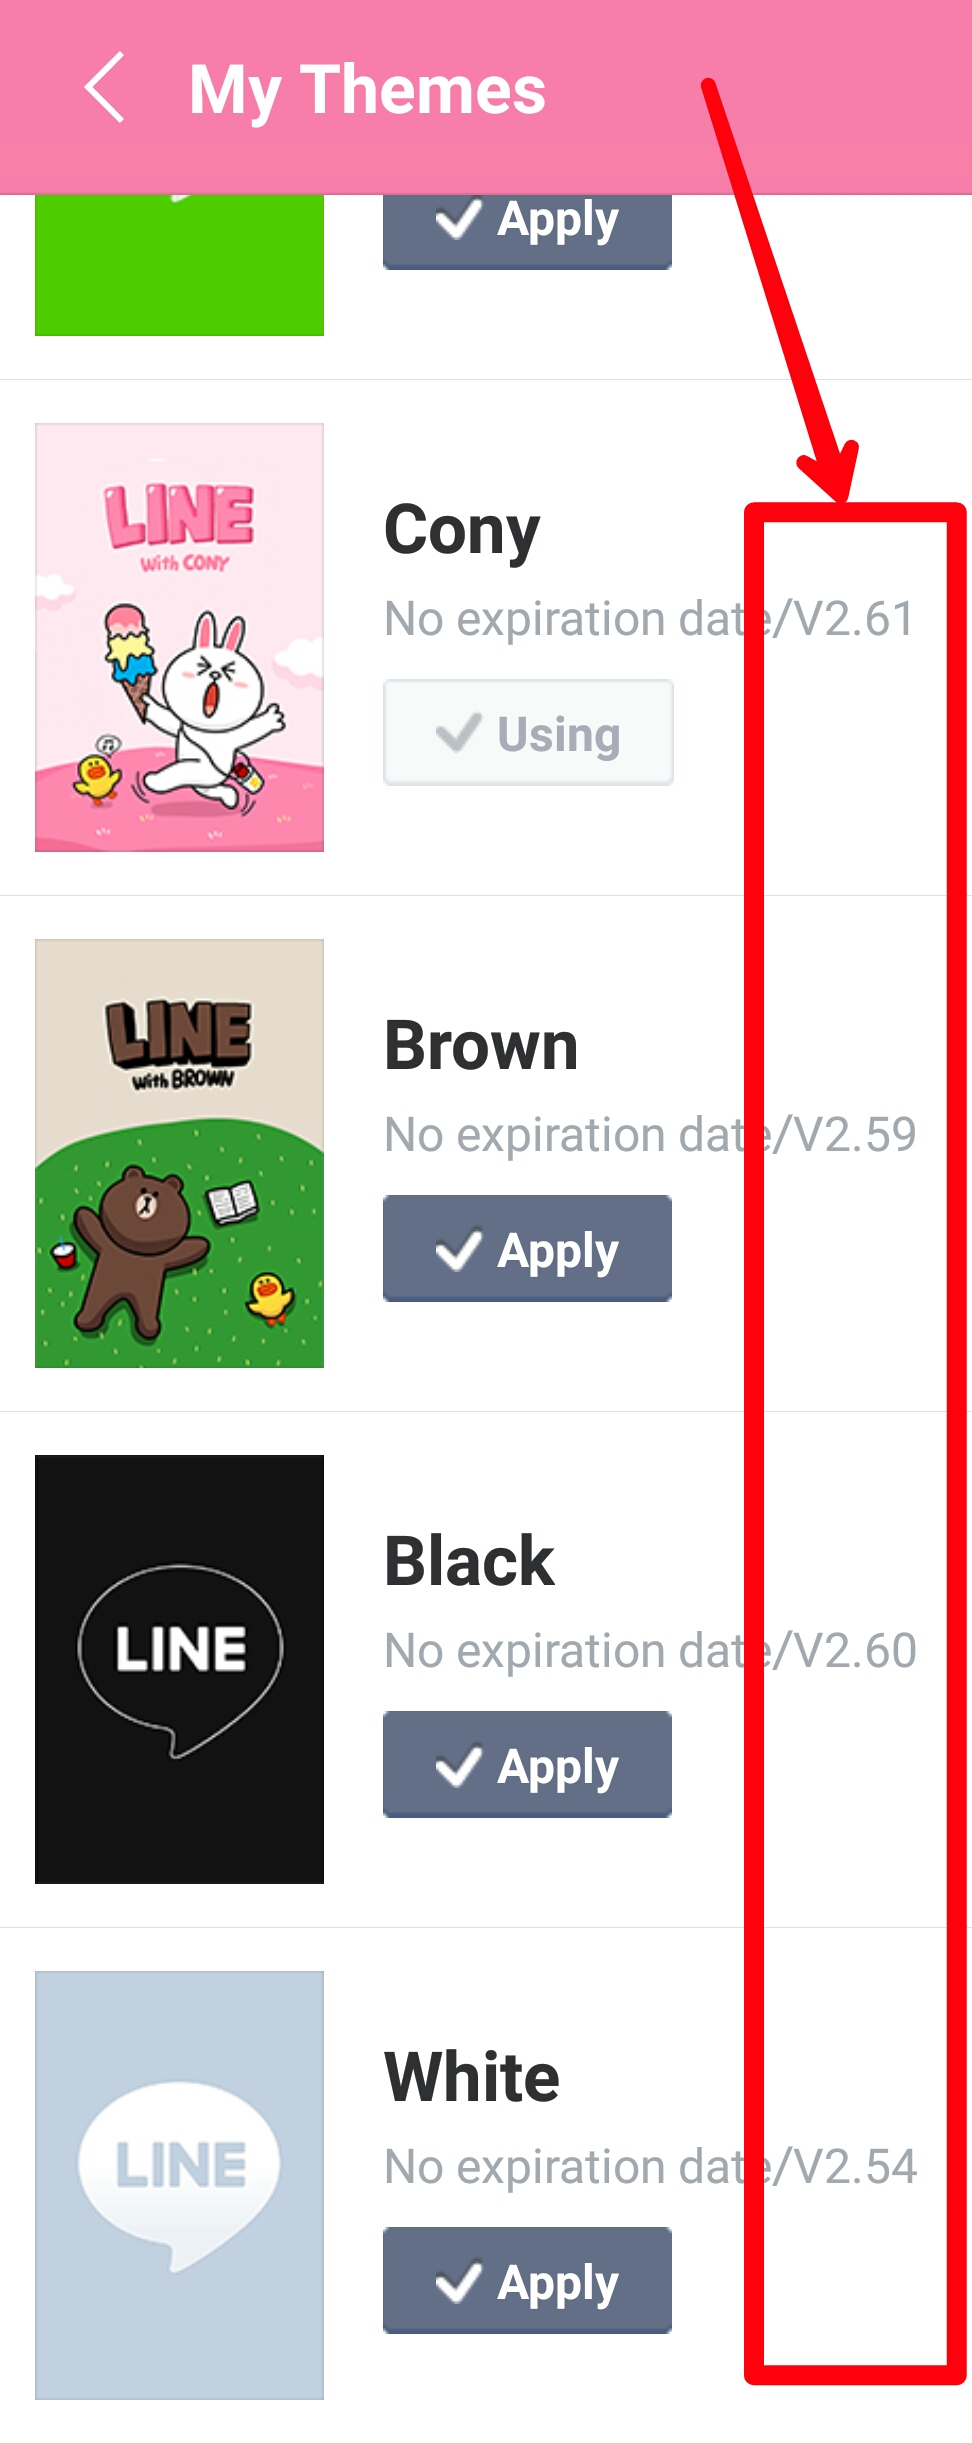 My Themes
Apply
LINE
With CONY
Cony
No expiration date/V2.61
Using
LINE
With BROWN
Brown
No expiration date/V2.59
Apply
LINE
Black
No expiration date/V2.60
Apply
LINE
White
No expiration date/V2.54
Apply